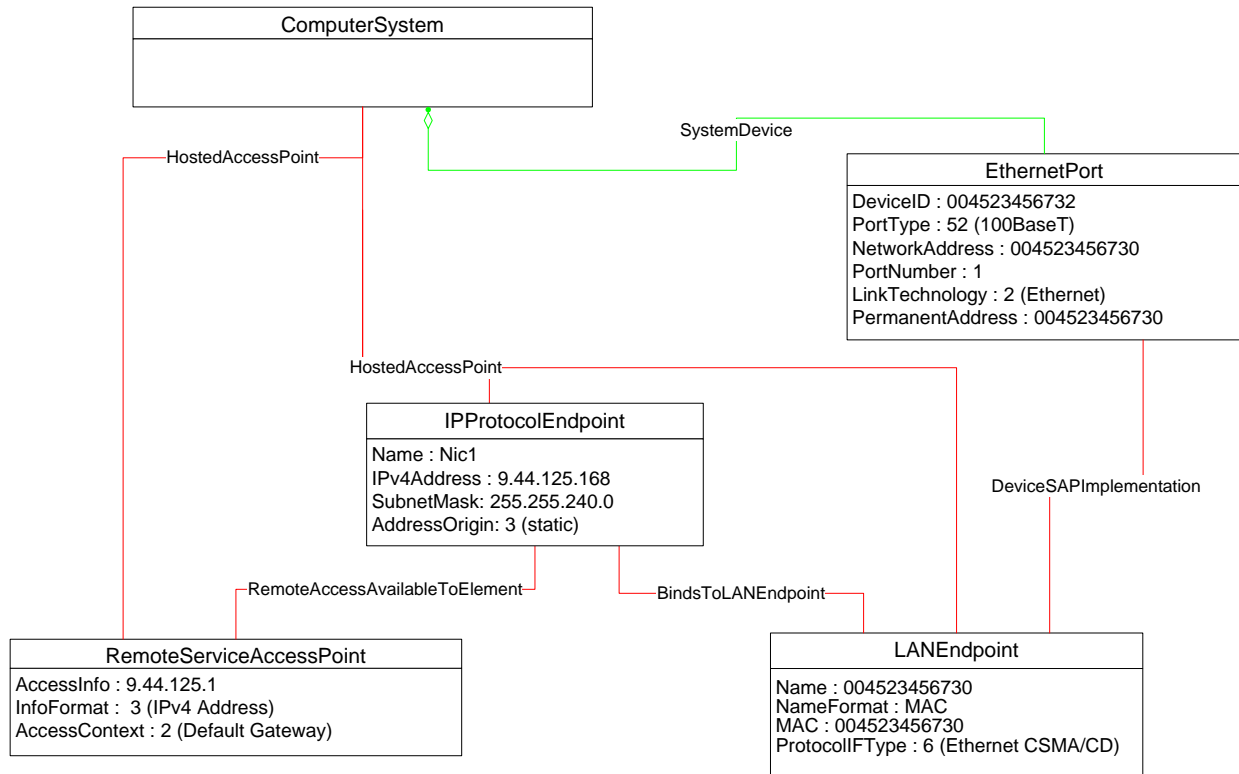 ComputerSystem
SystemDevice
HostedAccessPoint
EthernetPort
DeviceID : 004523456732
PortType : 52 (100BaseT)
NetworkAddress : 004523456730
PortNumber : 1
LinkTechnology : 2 (Ethernet)
PermanentAddress : 004523456730
HostedAccessPoint
IPProtocolEndpoint
Name : Nic1
IPv4Address : 9.44.125.168
SubnetMask: 255.255.240.0
AddressOrigin: 3 (static)
DeviceSAPImplementation
RemoteAccessAvailableToElement
BindsToLANEndpoint
RemoteServiceAccessPoint
AccessInfo : 9.44.125.1
InfoFormat :  3 (IPv4 Address)
AccessContext : 2 (Default Gateway)
LANEndpoint
Name : 004523456730
NameFormat : MAC
MAC : 004523456730
ProtocolIFType : 6 (Ethernet CSMA/CD)